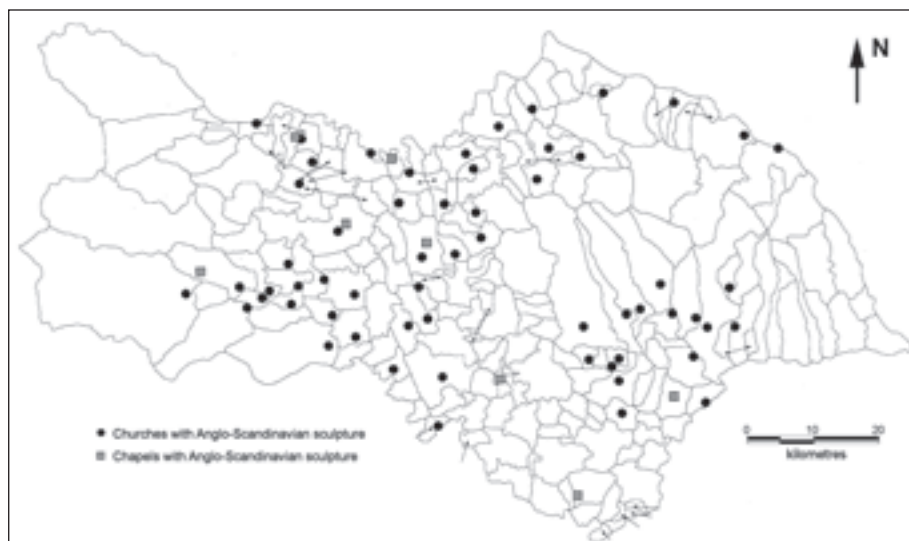 N
Churches with Anglo-Scandinavian sculpture
Chapels with Anglo-Scandinavian sculpture
0 10 20
kilometres